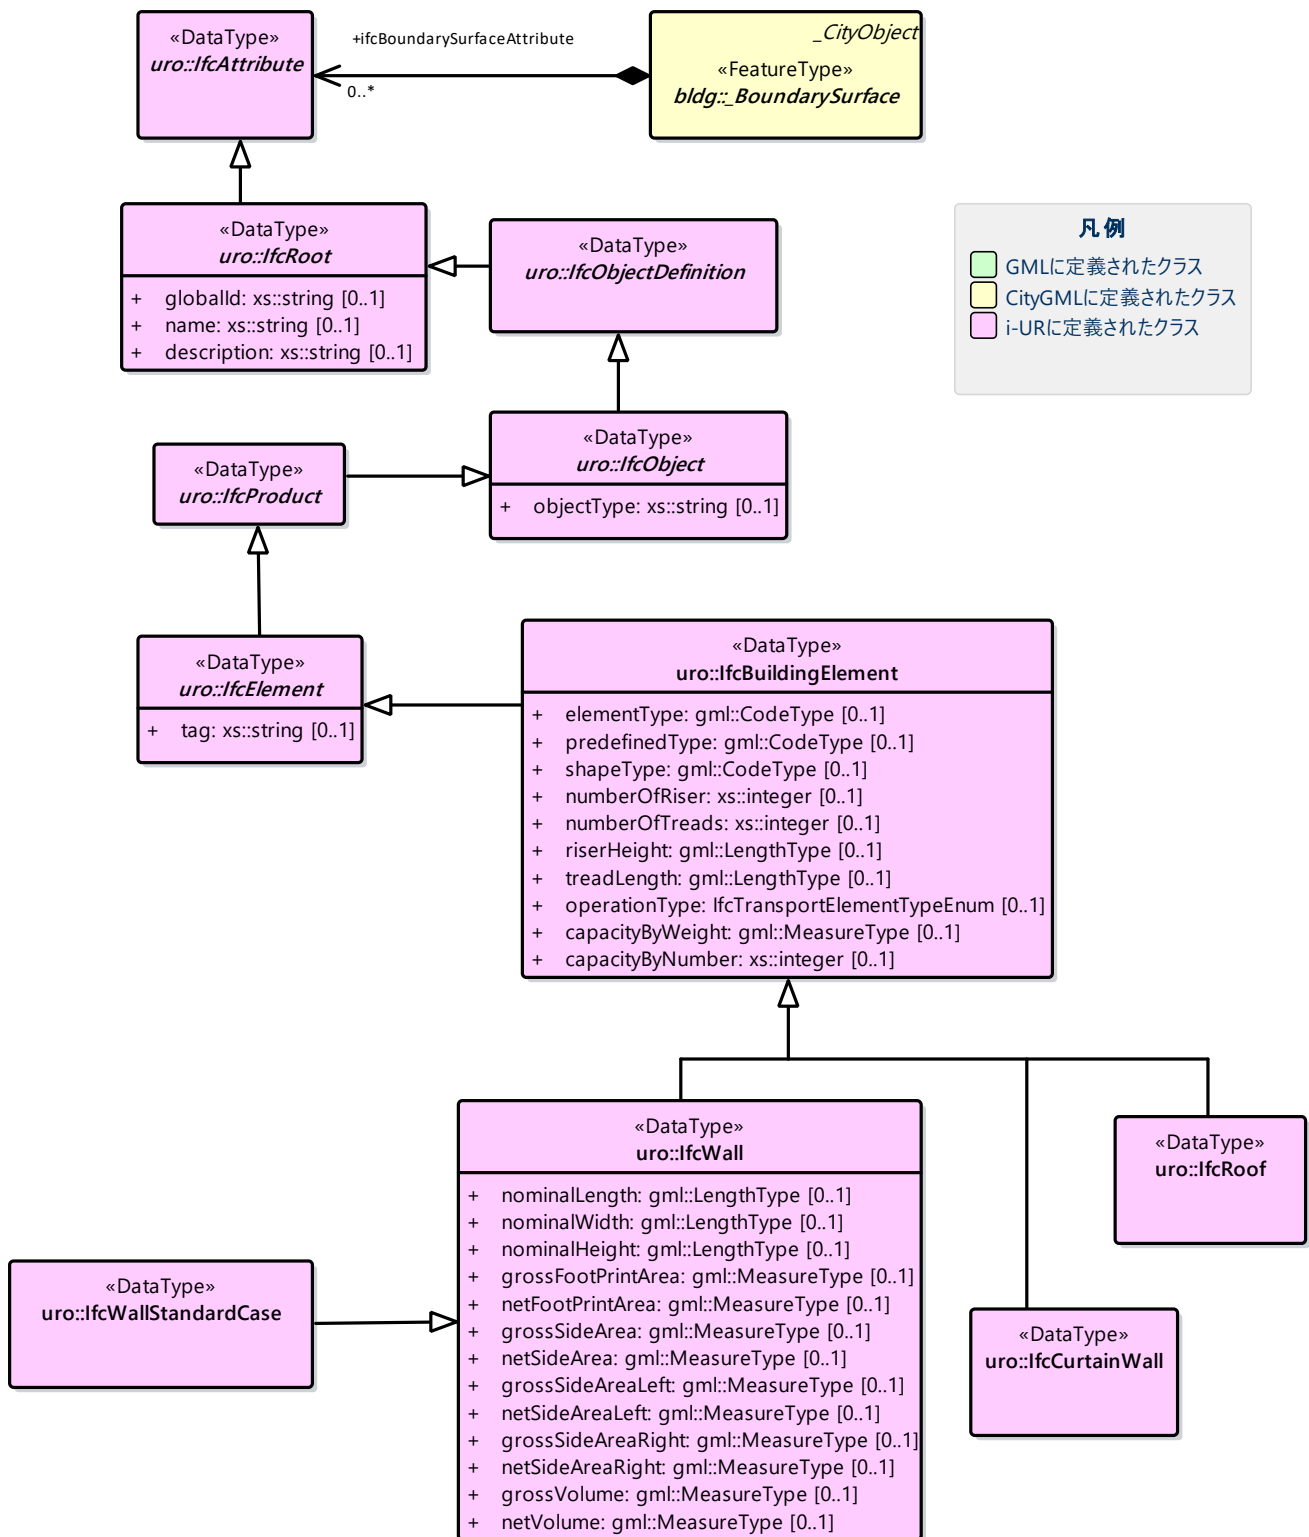 «DataType»
uro::IfcAttribute
+ifcBoundarySurfaceAttribute
0..*
_CityObject
«FeatureType»
bldg::_BoundarySurface
«DataType»
uro::IfcRoot
+ globalId: xs::string [0..1]
+ name: xs::string [0..1]
+ description: xs::string [0..1]
«DataType»
uro::IfcObjectDefinition
凡例
GMLに定義されたクラス
CityGMLに定義されたクラス
i-URに定義されたクラス
«DataType»
uro::IfcProduct
«DataType»
uro::IfcObject
+ objectType: xs::string [0..1]
«DataType»
uro::IfcElement
+ tag: xs::string [0..1]
«DataType»
uro::IfcBuildingElement
+ elementType: gml::CodeType [0..1]
+ predefinedType: gml::CodeType [0..1]
+ shapeType: gml::CodeType [0..1]
+ numberOfRiser: xs::integer [0..1]
+ numberOfTreads: xs::integer [0..1]
+ riserHeight: gml::LengthType [0..1]
+ treadLength: gml::LengthType [0..1]
+ operationType: IfcTransportElementTypeEnum [0..1]
+ capacityByWeight: gml::MeasureType [0..1]
+ capacityByNumber: xs::integer [0..1]
«DataType»
uro::IfcWall
+ nominalLength: gml::LengthType [0..1]
+ nominalWidth: gml::LengthType [0..1]
+ nominalHeight: gml::LengthType [0..1]
+ grossFootPrintArea: gml::MeasureType [0..1]
+ netFootPrintArea: gml::MeasureType [0..1]
+ grossSideArea: gml::MeasureType [0..1]
+ netSideArea: gml::MeasureType [0..1]
+ grossSideAreaLeft: gml::MeasureType [0..1]
+ netSideAreaLeft: gml::MeasureType [0..1]
+ grossSideAreaRight: gml::MeasureType [0..1]
+ netSideAreaRight: gml::MeasureType [0..1]
+ grossVolume: gml::MeasureType [0..1]
+ netVolume: gml::MeasureType [0..1]
«DataType»
uro::IfcRoof
«DataType»
uro::IfcWallStandardCase
«DataType»
uro::IfcCurtainWall